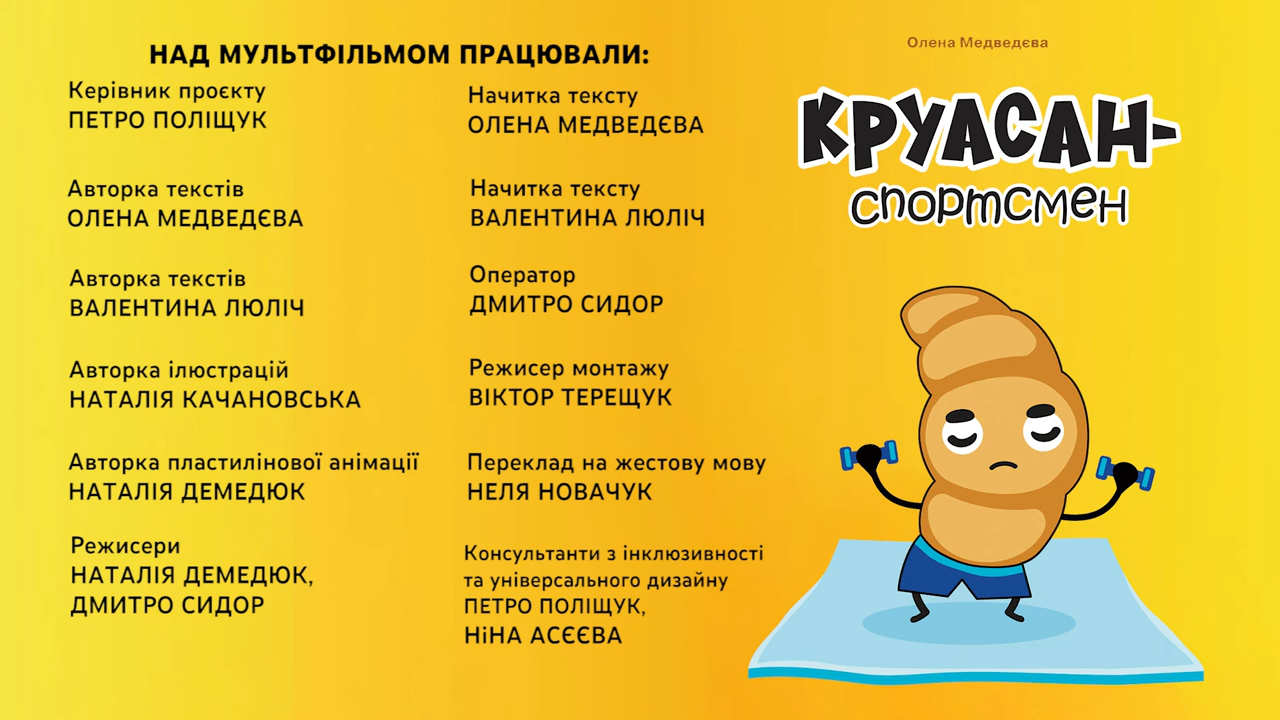 НАД МУЛЬТФІЛЬМОМ ПРАЦЮВАЛИ:
Керівник проєкту
ПЕТРО ПОЛІЩУК
Авторка текстів
ОЛЕНА МЕДВЕДЄВА
Авторка текстів
ВАЛЕНТИНА ЛЮЛІЧ
Авторка ілюстрацій
НАТАЛІЯ КАЧАНОВСЬКА
Авторка пластилінової анімації
НАТАЛІЯ ДЕМЕДЮК
Режисери
НАТАЛІЯ ДЕМЕДЮК,
ДМИТРО СИДОР
Начитка тексту
ОЛЕНА МЕДВЕДЄВА
Начитка тексту
ВАЛЕНТИНА ЛЮЛІЧ
Оператор
ДМИТРО СИДОР
Режисер монтажу
ВІКТОР ТЕРЕЩУК
Переклад на жестову мову
НЕЛЯ НОВАЧУК
Консультанти з інклюзивності
та універсального дизайну
ПЕТРО ПОЛІЩУК,
НіНА АСЄЄВА
Олена Медведєва
КРУАСАН-
спортсмен